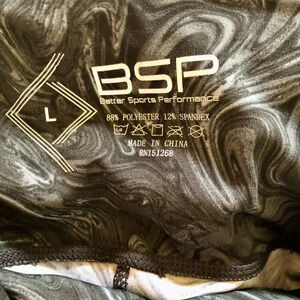 L
BSP
Better Sports Performance
88% POLYESTER 12% SPANDEX
MADE IN CHINA
RN151268